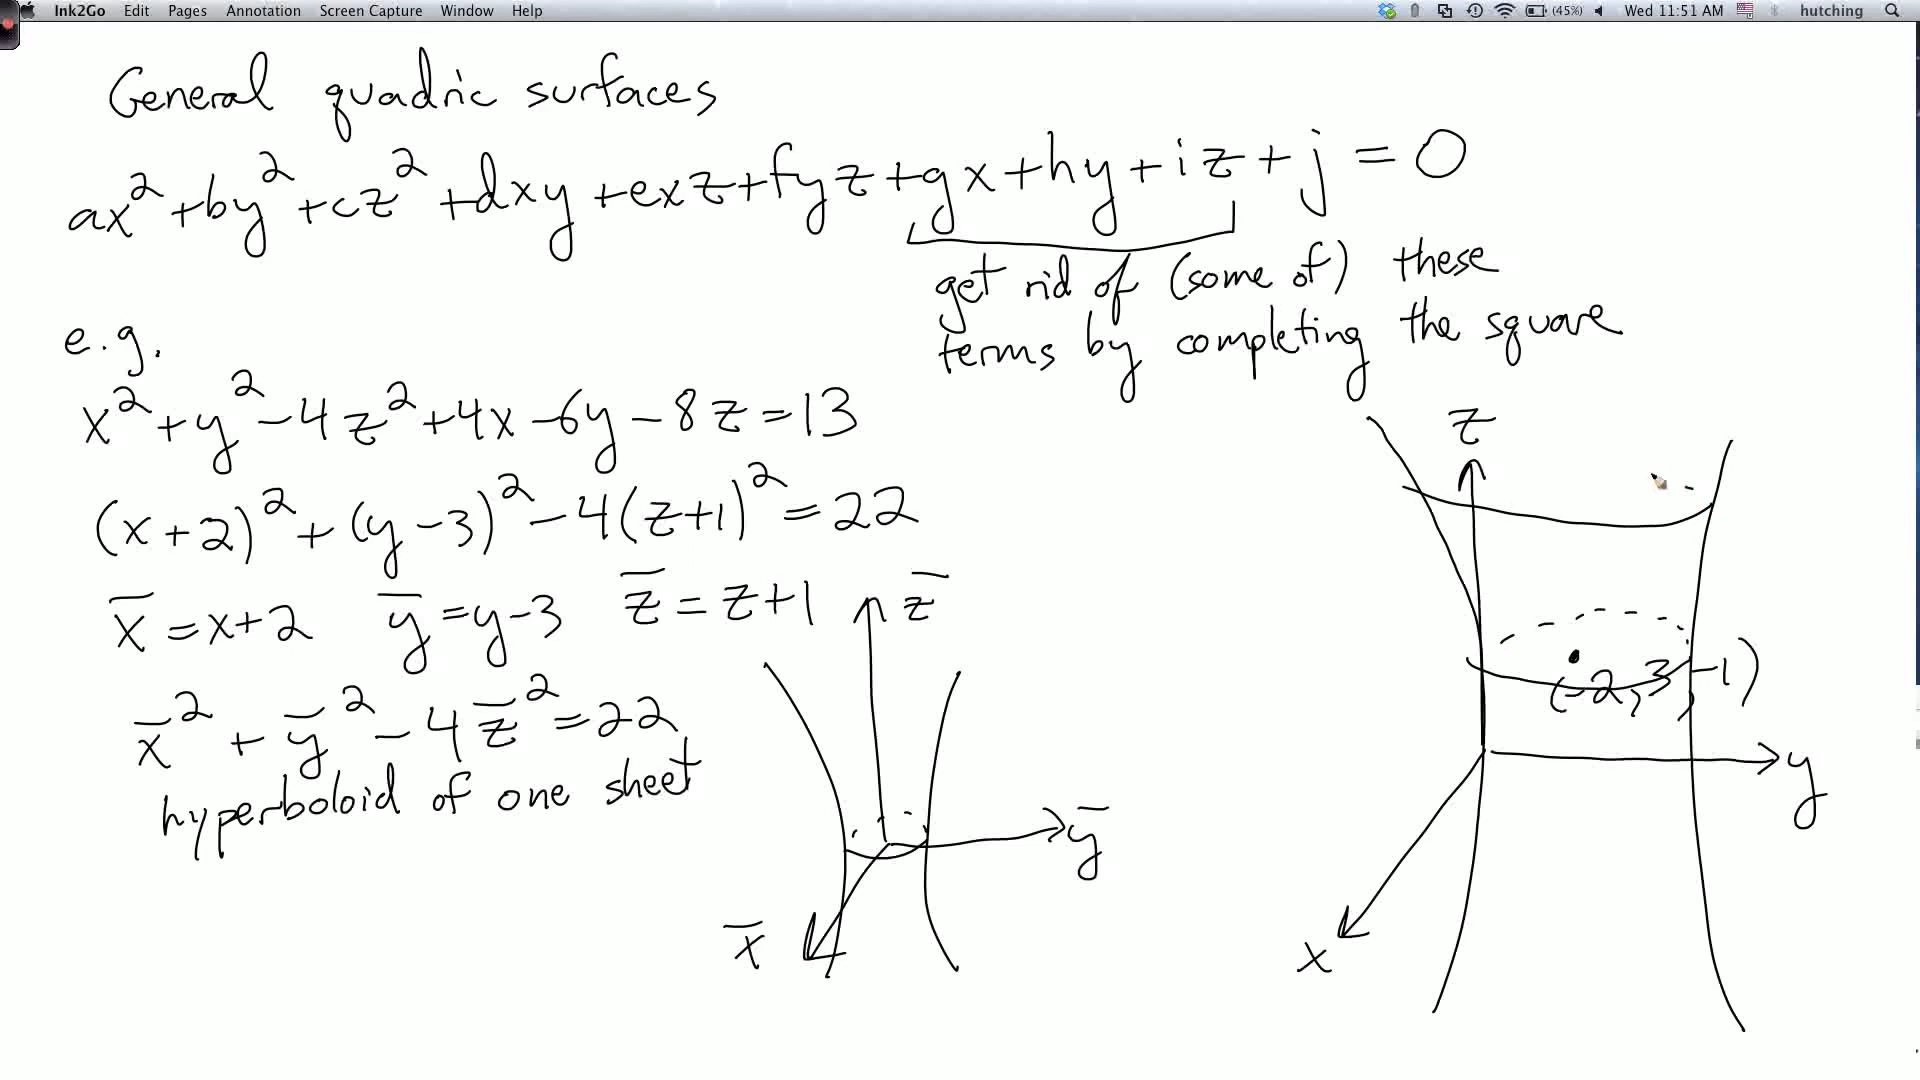 Ink2Go Edit Pages Annotation Screen Capture Window Help (45%) Wed 11:51 AM hutching
General quadric surfaces
ax² + by² + cz² + dxy + exz + fyz + gx + hy + iz + j = 0
get rid of (some of) these
terms by completing the square
e.g.
x² + y² - 4z² + 4x - 6y - 8z = 13
(x+2)² + (y-3)² - 4(z+1)² = 22
x̅ = x+2 y̅ = y-3 z̅ = z+1
x̅² + y̅² - 4z̅² = 22
hyperboloid of one sheet
z̅
y̅
x̅
z
(-2, 3, -1)
y
x